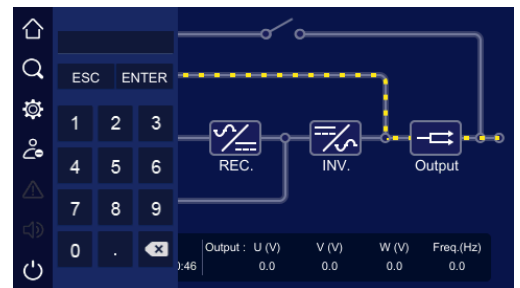 ESC ENTER
1 2 3
4 5 6
7 8 9
0 .
REC. INV. Output
Output : U (V) V (V) W (V) Freq.(Hz)
):46 0.0 0.0 0.0 0.0